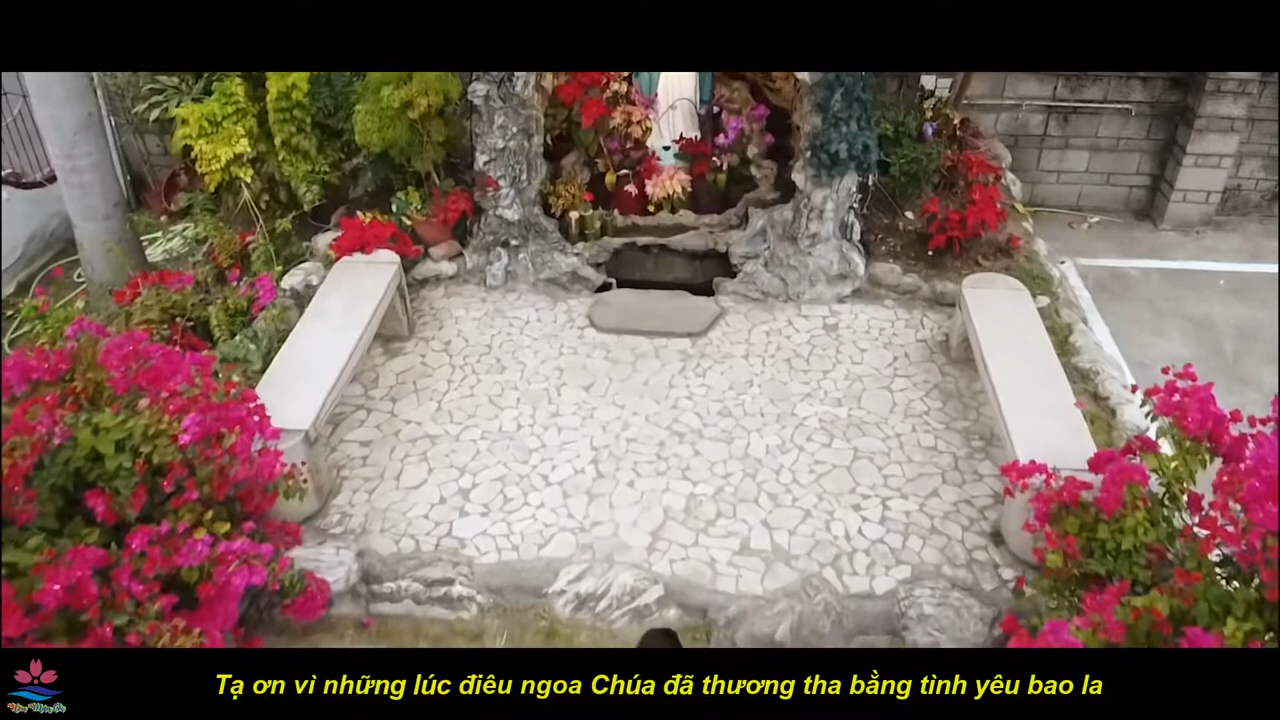 Tạ ơn vì những lúc điêu ngoa Chúa đã thương tha bằng tình yêu bao la